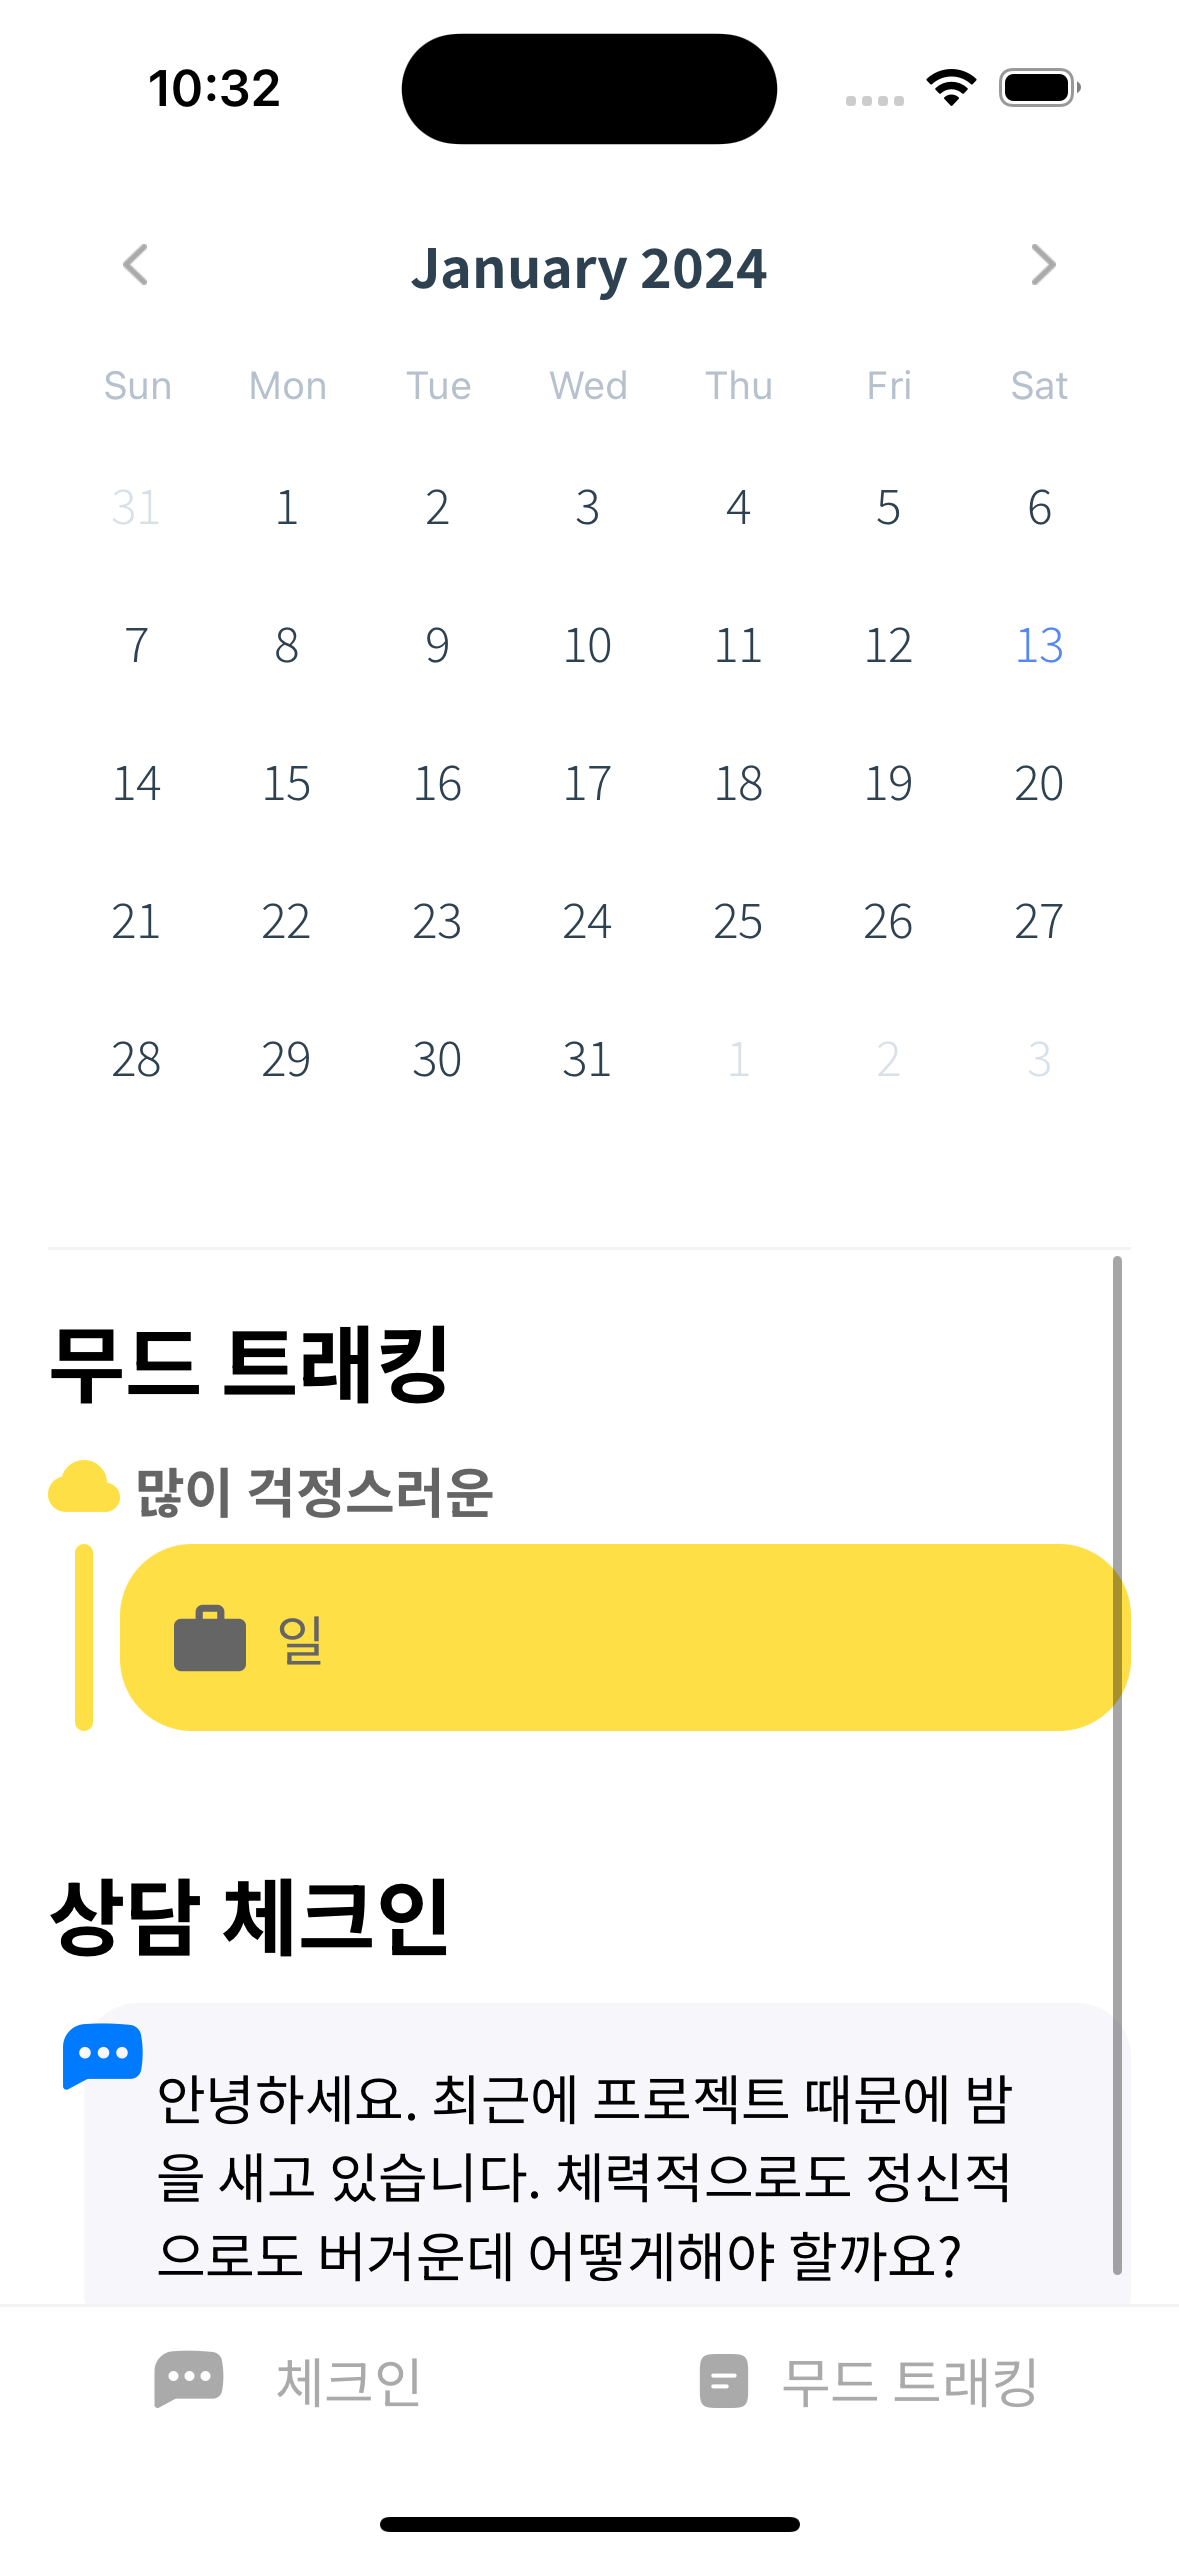 10:32
January 2024
Sun Mon Tue Wed Thu Fri Sat
31 1 2 3 4 5 6
7 8 9 10 11 12 13
14 15 16 17 18 19 20
21 22 23 24 25 26 27
28 29 30 31 1 2 3
무드 트래킹
많이 걱정스러운
일
상담 체크인
안녕하세요. 최근에 프로젝트 때문에 밤
을 새고 있습니다. 체력적으로도 정신적
으로도 버거운데 어떻게해야 할까요?
체크인 무드 트래킹